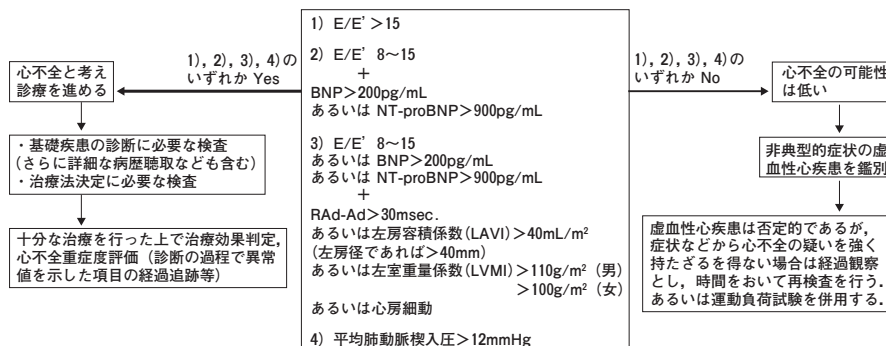 1), 2), 3), 4)の
いずれか Yes
心不全と考え
診療を進める
・基礎疾患の診断に必要な検査
(さらに詳細な病歴聴取なども含む)
・治療法決定に必要な検査
十分な治療を行った上で治療効果判定,
心不全重症度評価（診断の過程で異常
値を示した項目の経過追跡等）
1) E/E'>15
2) E/E' 8〜15
+
BNP>200pg/mL
あるいは NT-proBNP>900pg/mL
3) E/E' 8〜15
あるいは BNP>200pg/mL
あるいは NT-proBNP>900pg/mL
+
RAd-Ad>30msec.
あるいは左房容積係数(LAVI)>40mL/m²
(左房径であれば>40mm)
あるいは左室重量係数(LVMI)>110g/m²（男）
>100g/m²（女）
あるいは心房細動
4) 平均肺動脈楔入圧>12mmHg
1), 2), 3), 4)の
いずれか No
心不全の可能性
は低い
非典型的症状の虚
血性心疾患を鑑別
虚血性心疾患は否定的であるが,
症状などから心不全の疑いを強く
持たざるを得ない場合は経過観察
とし, 時間をおいて再検査を行う.
あるいは運動負荷試験を併用する.